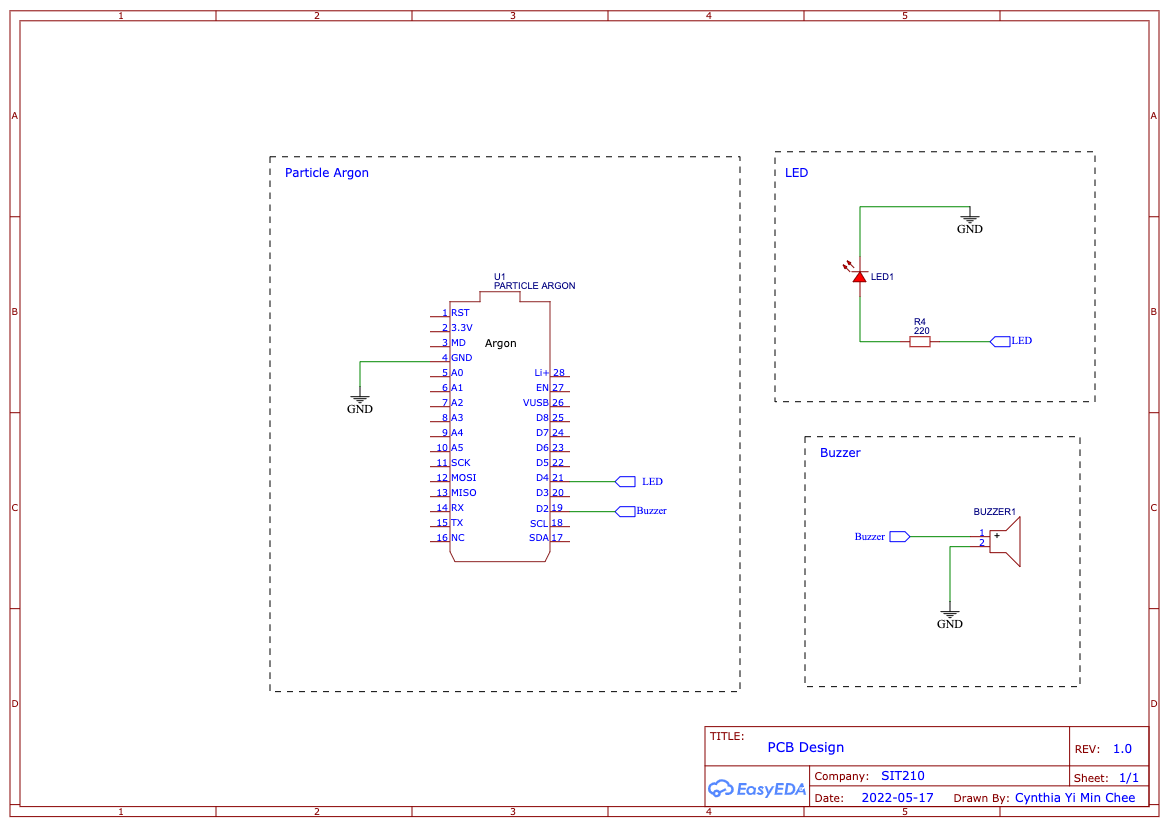 1 2 3 4 5
A A
B B
C C
D D
Particle Argon
U1
PARTICLE ARGON
Argon
1 RST
2 3.3V
3 MD
4 GND
5 A0
6 A1
7 A2
8 A3
9 A4
10 A5
11 SCK
12 MOSI
13 MISO
14 RX
15 TX
16 NC
Li+ 28
EN 27
VUSB 26
D8 25
D7 24
D6 23
D5 22
D4 21
D3 20
D2 19
SCL 18
SDA 17
GND
LED
Buzzer
LED
GND
LED1
R4
220
LED
Buzzer
BUZZER1
Buzzer
1
2
+
GND
TITLE:
PCB Design
REV: 1.0
EasyEDA
Company: SIT210
Sheet: 1/1
Date: 2022-05-17 Drawn By: Cynthia Yi Min Chee
1 2 3 4 5